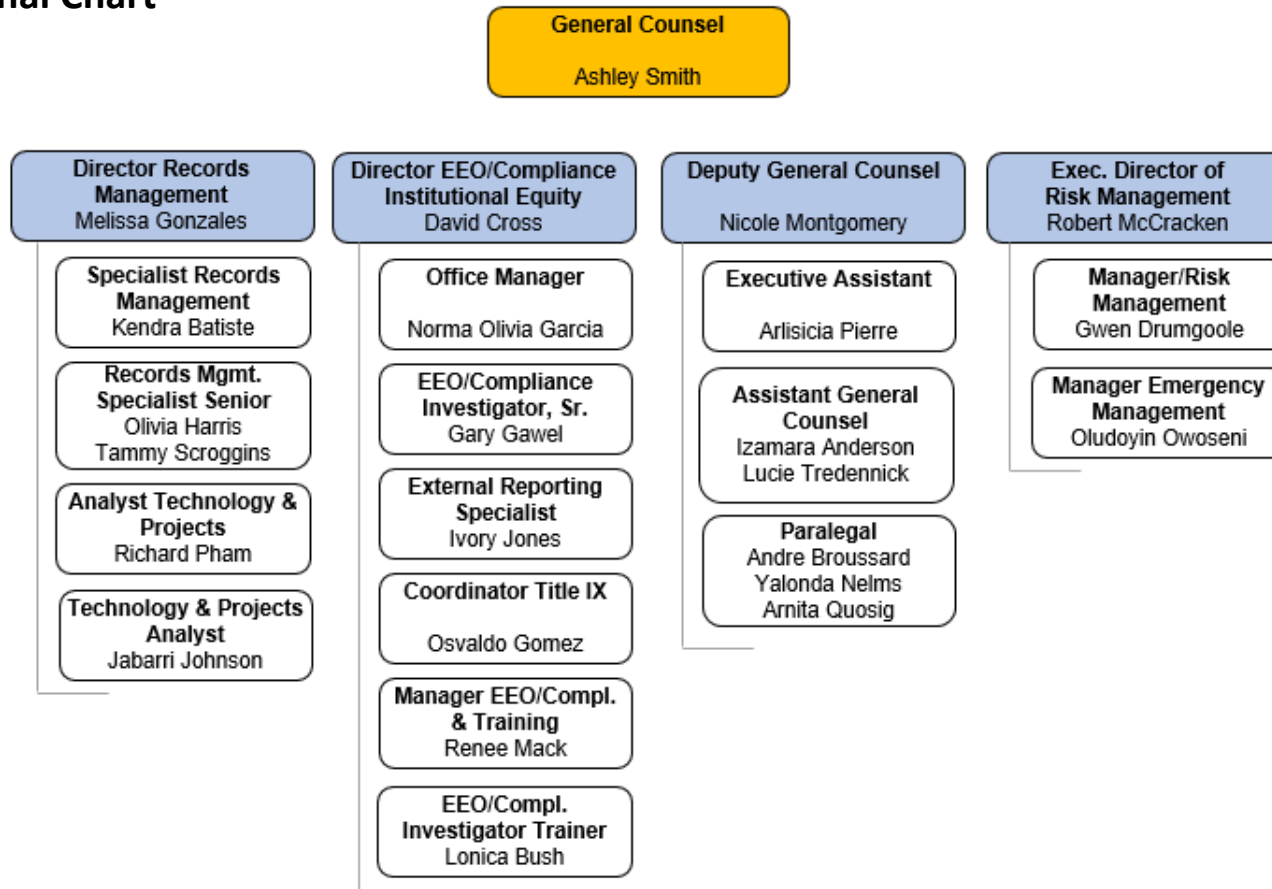 nal Chart
General Counsel
Ashley Smith
Director Records
Management
Melissa Gonzales
Specialist Records
Management
Kendra Batiste
Records Mgmt.
Specialist Senior
Olivia Harris
Tammy Scroggins
Analyst Technology &
Projects
Richard Pham
Technology & Projects
Analyst
Jabarri Johnson
Director EEO/Compliance
Institutional Equity
David Cross
Office Manager
Norma Olivia Garcia
EEO/Compliance
Investigator, Sr.
Gary Gawel
External Reporting
Specialist
Ivory Jones
Coordinator Title IX
Osvaldo Gomez
Manager EEO/Compl.
& Training
Renee Mack
EEO/Compl.
Investigator Trainer
Lonica Bush
Deputy General Counsel
Nicole Montgomery
Executive Assistant
Arlisicia Pierre
Assistant General
Counsel
Izamara Anderson
Lucie Tredennick
Paralegal
Andre Broussard
Yalonda Nelms
Arnita Quosig
Exec. Director of
Risk Management
Robert McCracken
Manager/Risk
Management
Gwen Drumgoole
Manager Emergency
Management
Oludoyin Owoseni